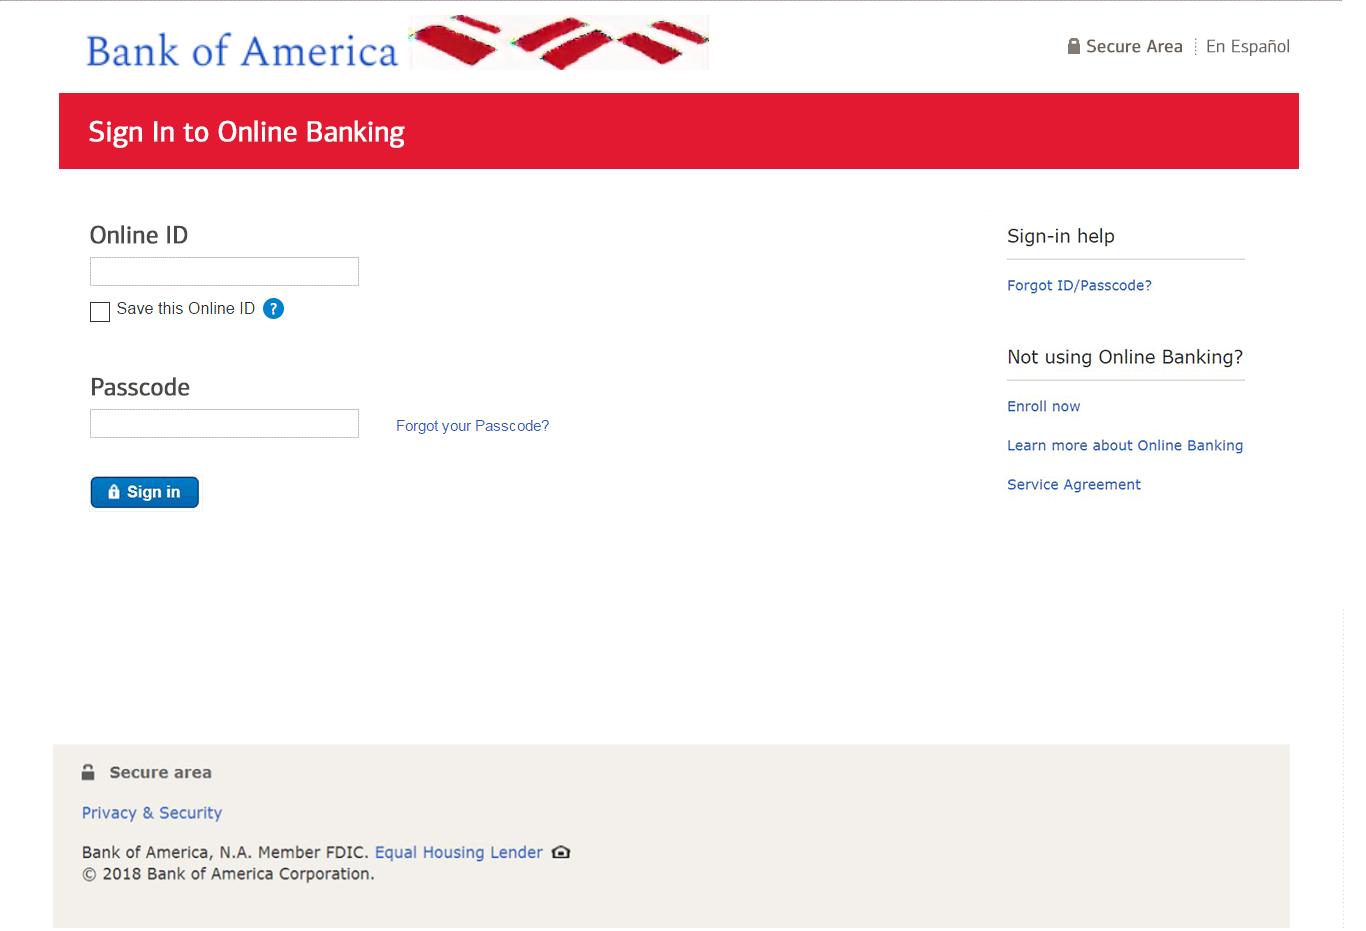 Bank of America
Secure Area
En Español
Sign In to Online Banking
Online ID
Save this Online ID ?
Passcode
Forgot your Passcode?
Sign in
Sign-in help
Forgot ID/Passcode?
Not using Online Banking?
Enroll now
Learn more about Online Banking
Service Agreement
Secure area
Privacy & Security
Bank of America, N.A. Member FDIC. Equal Housing Lender
© 2018 Bank of America Corporation.